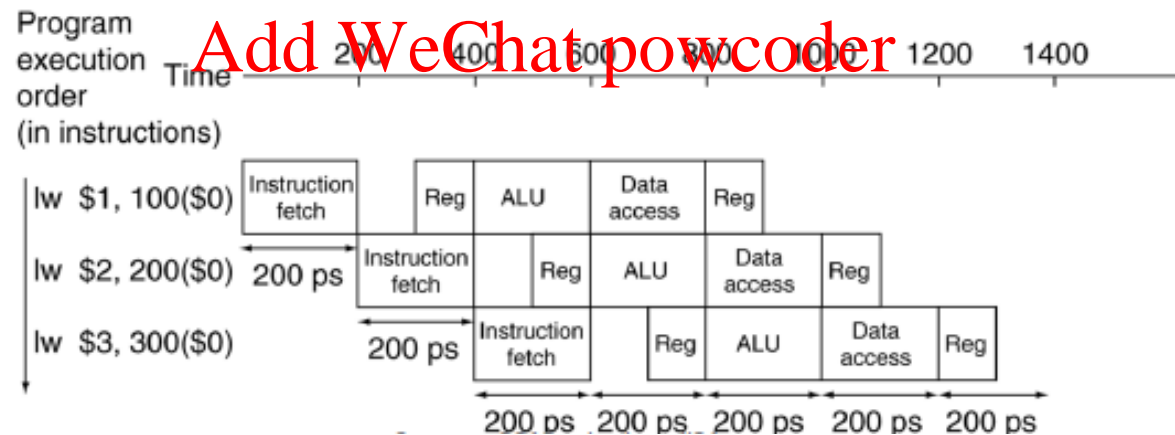 Program
execution
order
(in instructions)
Time
200 400 600 800 1000 1200 1400
Add WeChat powcoder
lw $1, 100($0)
Instruction
fetch
Reg
ALU
Data
access
Reg
200 ps
lw $2, 200($0)
Instruction
fetch
Reg
ALU
Data
access
Reg
200 ps
lw $3, 300($0)
Instruction
fetch
Reg
ALU
Data
access
Reg
200 ps 200 ps 200 ps 200 ps 200 ps